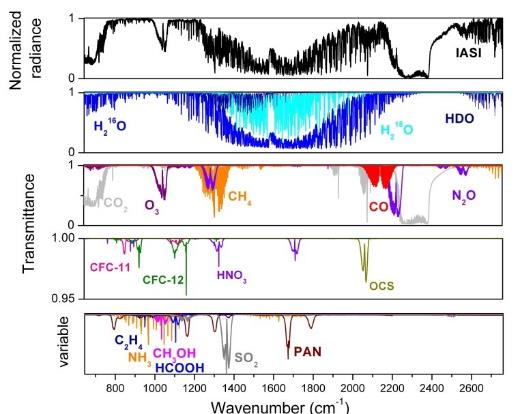 Normalized
radiance
1
0
IASI
1
0
H₂¹⁶O
H₂¹⁶O
HDO
Transmittance
1
0
CO₂
O₃
CH₄
CO
N₂O
1.00
0.95
CFC-11
CFC-12
HNO₃
OCS
variable
C₂H₄
NH₃
CH₃OH
HCOOH
SO₂
PAN
800 1000 1200 1400 1600 1800 2000 2200 2400 2600
Wavenumber (cm⁻¹)